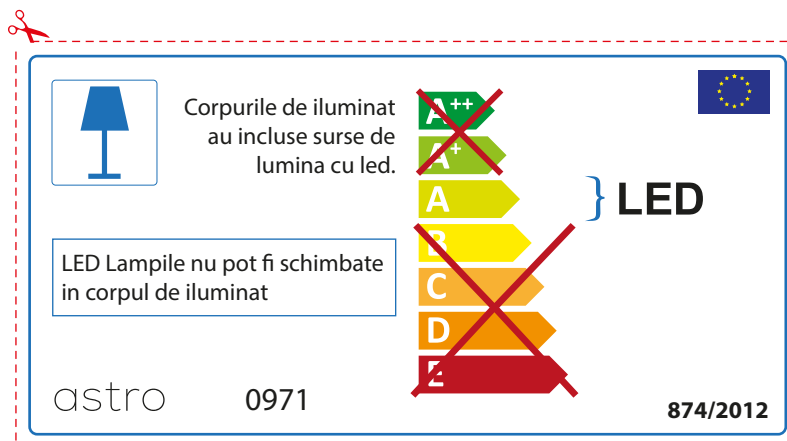 Corpurile de iluminat
au incluse surse de
lumina cu led.
LED Lampile nu pot fi schimbate
in corpul de iluminat
A++
A+
A
B
C
D
E
} LED
astro
0971
874/2012